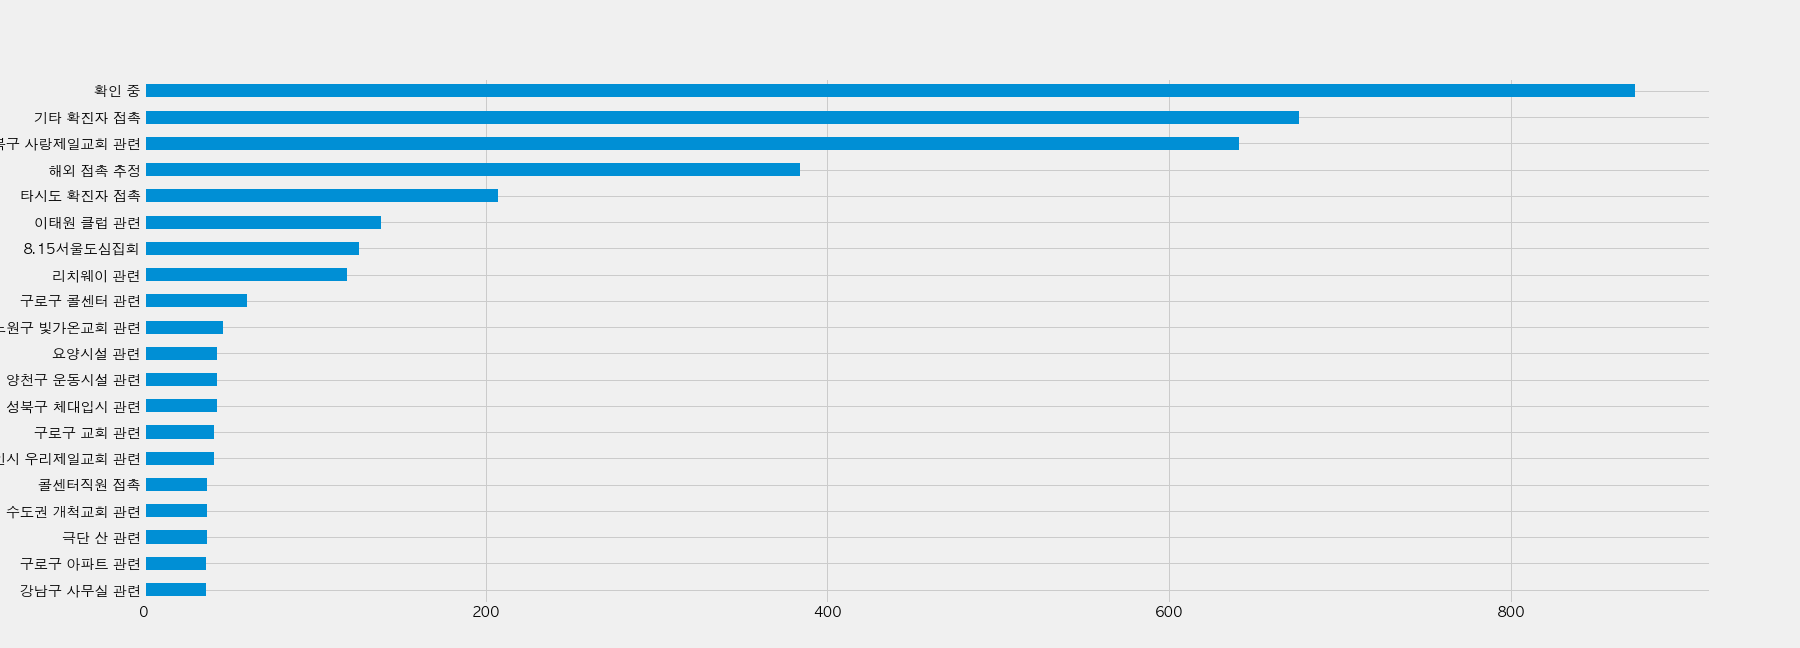 확인 중
기타 확진자 접촉
사랑제일교회 관련
해외 접촉 추정
타시도 확진자 접촉
이태원 클럽 관련
8.15서울도심집회
리치웨이 관련
구로구 콜센터 관련
빛가온교회 관련
요양시설 관련
양천구 운동시설 관련
성북구 체대입시 관련
구로구 교회 관련
우리제일교회 관련
콜센터직원 접촉
수도권 개척교회 관련
극단 산 관련
구로구 아파트 관련
강남구 사무실 관련
0 200 400 600 800